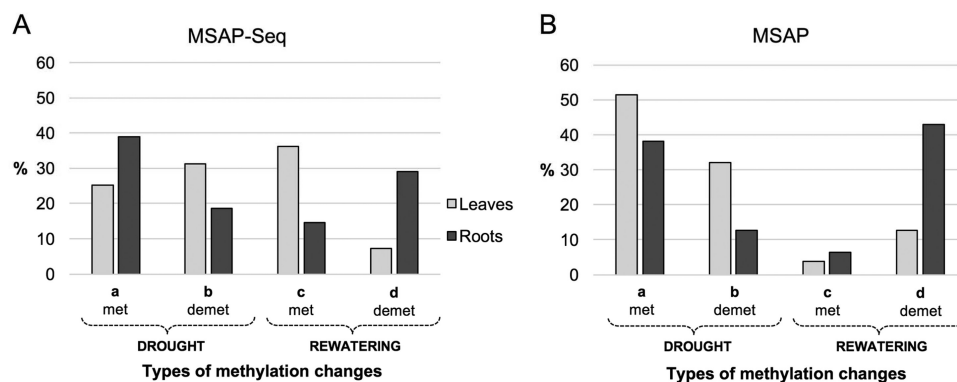 A
MSAP-Seq
60
50
40
%
30
20
10
0
a b c d
met demet met demet
DROUGHT REWATERING
Types of methylation changes
Leaves
Roots
B
MSAP
60
50
40
%
30
20
10
0
a b c d
met demet met demet
DROUGHT REWATERING
Types of methylation changes